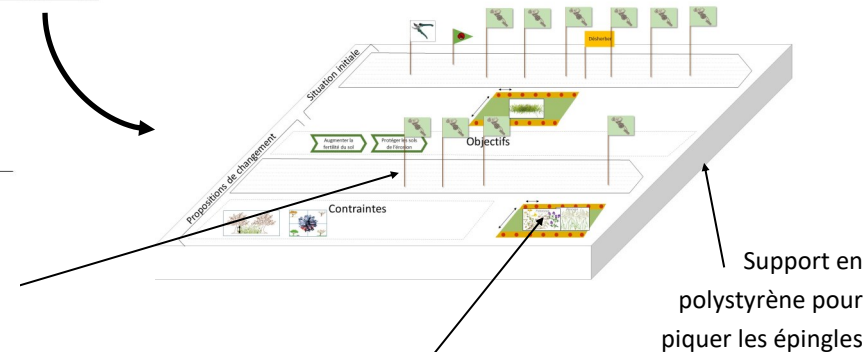 Situation initiale
Désherber
Propositions de changement
Augmenter la
fertilité du sol
Protéger les sols
de l'érosion
Objectifs
Contraintes
Support en
polystyrène pour
piquer les épingles